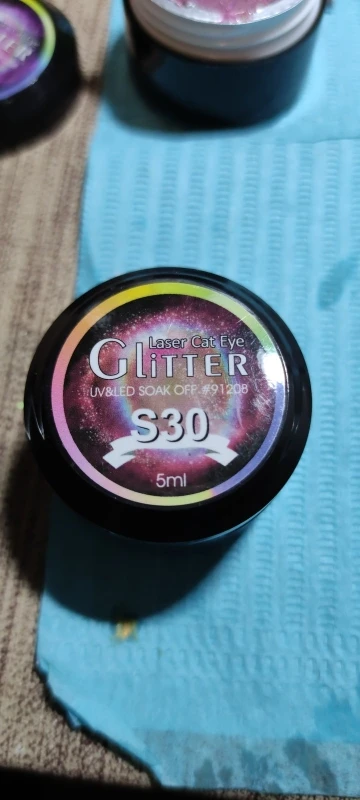 Laser Cat Eye
GLiTTER
UV&LED SOAK OFF #91208
S30
5ml